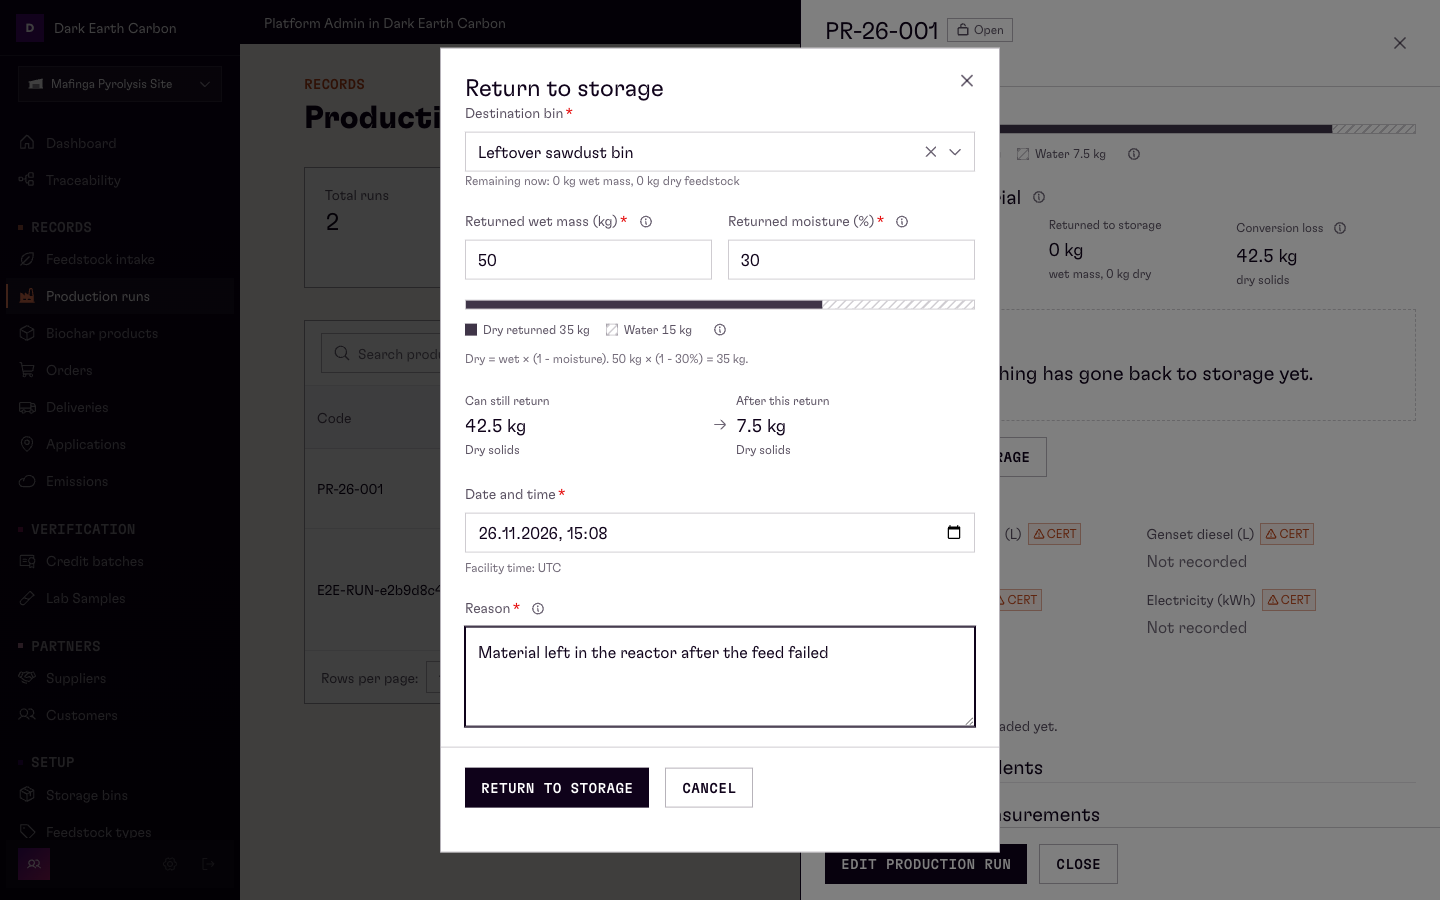 D
Dark Earth Carbon
Platform Admin in Dark Earth Carbon
Mafinga Pyrolysis Site
Dashboard
Traceability
RECORDS
Feedstock intake
Production runs
Biochar products
Orders
Deliveries
Applications
Emissions
VERIFICATION
Credit batches
Lab Samples
PARTNERS
Suppliers
Customers
SETUP
Storage bins
Feedstock types
RECORDS
Producti
Total runs
2
Search produ
Code
PR-26-001
E2E-RUN-e2b9d8c4
Rows per page:
Return to storage
Destination bin *
Leftover sawdust bin
Remaining now: 0 kg wet mass, 0 kg dry feedstock
Returned wet mass (kg) *
Returned moisture (%) *
50
30
Dry returned 35 kg
Water 15 kg
Dry = wet × (1 - moisture). 50 kg × (1 - 30%) = 35 kg.
Can still return
After this return
42.5 kg
→ 7.5 kg
Dry solids
Dry solids
Date and time *
26.11.2026, 15:08
Facility time: UTC
Reason *
Material left in the reactor after the feed failed
RETURN TO STORAGE
CANCEL
PR-26-001
Open
Water 7.5 kg
ial
Returned to storage
Conversion loss
0 kg
42.5 kg
wet mass, 0 kg dry
dry solids
hing has gone back to storage yet.
RAGE
(L)
CERT
Genset diesel (L)
CERT
Not recorded
CERT
Electricity (kWh)
CERT
Not recorded
aded yet.
ents
surements
EDIT PRODUCTION RUN
CLOSE